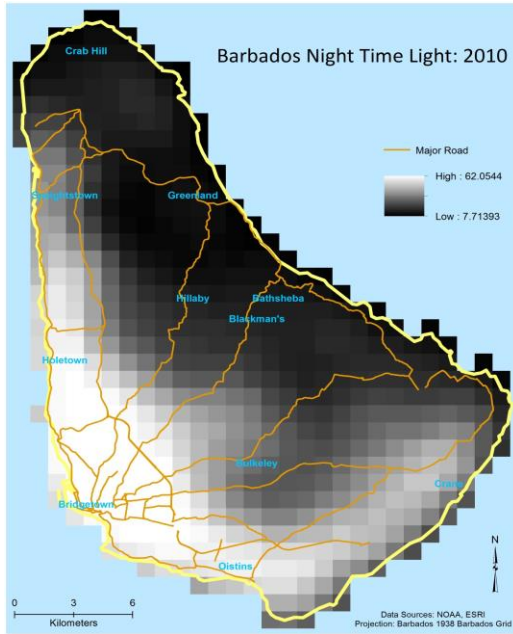 Crab Hill
Barbados Night Time Light: 2010
Major Road
High : 62.0544
Low : 7.71393
Speightstown
Greenland
Hillaby
Bathsheba
Blackman's
Holetown
Bulkeley
Crane
Bridgetown
Oistins
N
0 3 6
Kilometers
Data Sources: NOAA, ESRI
Projection: Barbados 1938 Barbados Grid